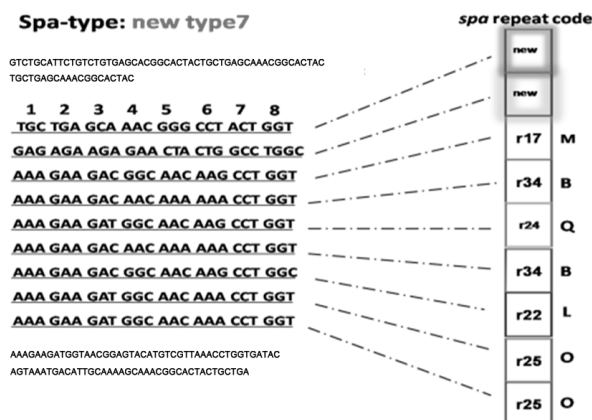 Spa-type: new type7
spa repeat code
GTCTGCATTCTGTCTGTGAGCACGGCACTACTGCTGAGCAAACGGCACTAC
TGCTGAGCAAACGGCACTAC
1 2 3 4 5 6 7 8
TGC TGA GCA AAC GGG CCT ACT GGT
GAG AGA AGA GAA CTA CTG GCC TGGC
AAA GAA GAC GGC AAC AAG CCT GGT
AAA GAA GAC AAC AAA AAA CCT GGT
AAA GAA GAT GGC AAC AAG CCT GGT
AAA GAA GAC AAC AAA AAA CCT GGT
AAA GAA GAC GGC AAC AAG CCT GGC
AAA GAA GAT GGC AAC AAA CCT GGT
AAA GAA GAT GGC AAC AAA CCT GGT
new
new
r17 M
r34 B
r24 Q
r34 B
r22 L
r25 O
r25 O
AAAGAAGATGGTAACGGAGTACATGTCGTTAAACCTGGTGATAC
AGTAAATGACATTGCAAAAGCAAACGGCACTACTGCTGA